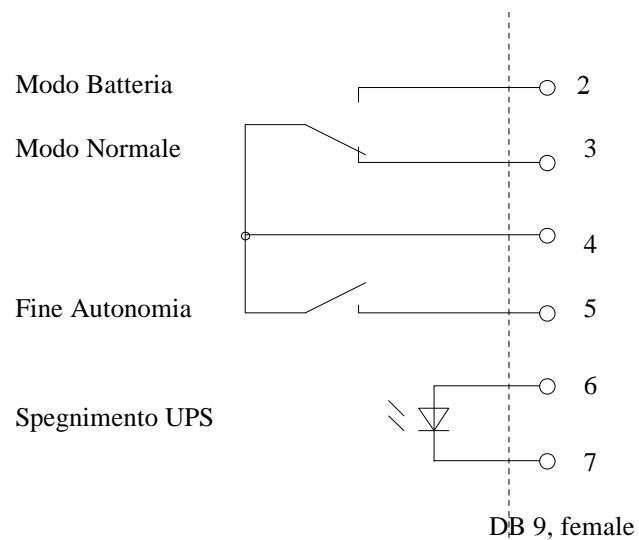 Modo Batteria 2
Modo Normale 3
4
Fine Autonomia 5
6
Spegnimento UPS
7
DB 9, female